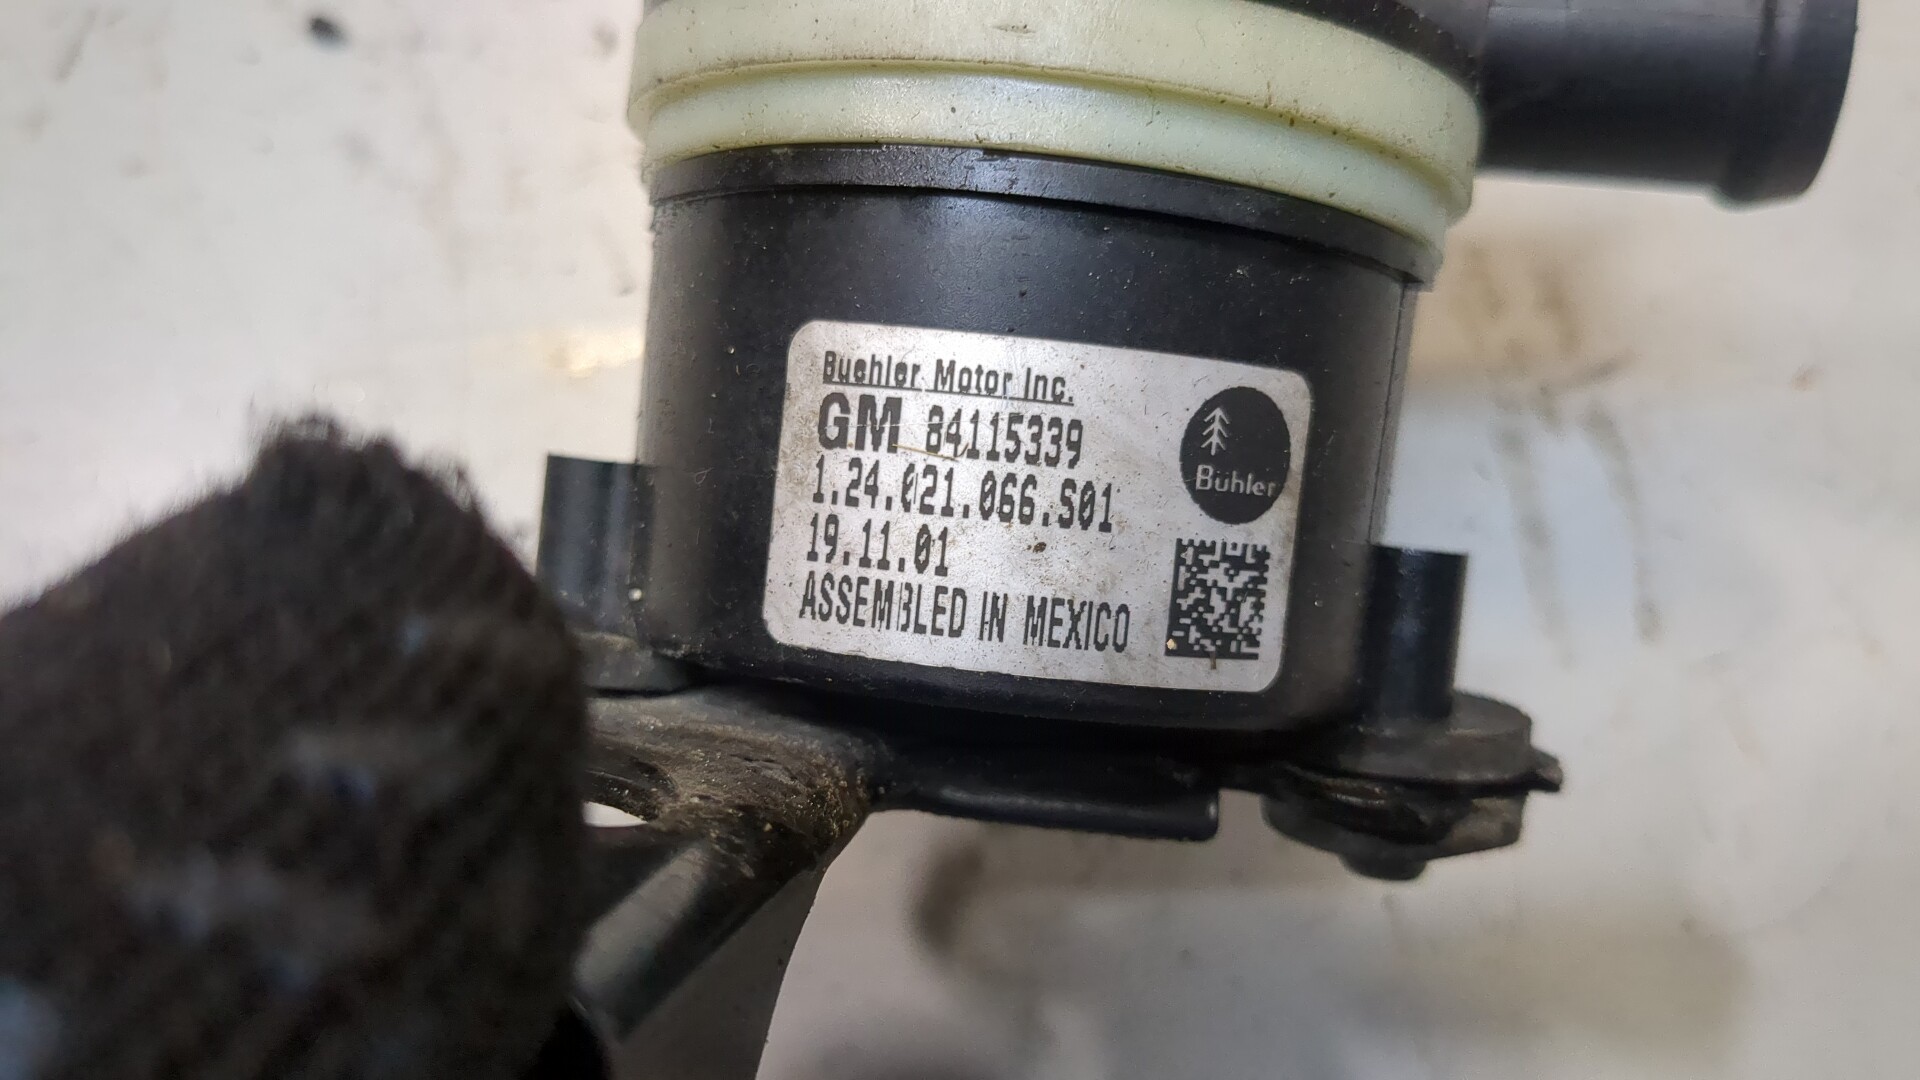 Buehler Motor Inc.
GM 84115339
1.24.021.066.S01
19.11.01
ASSEMBLED IN MEXICO
Bühler